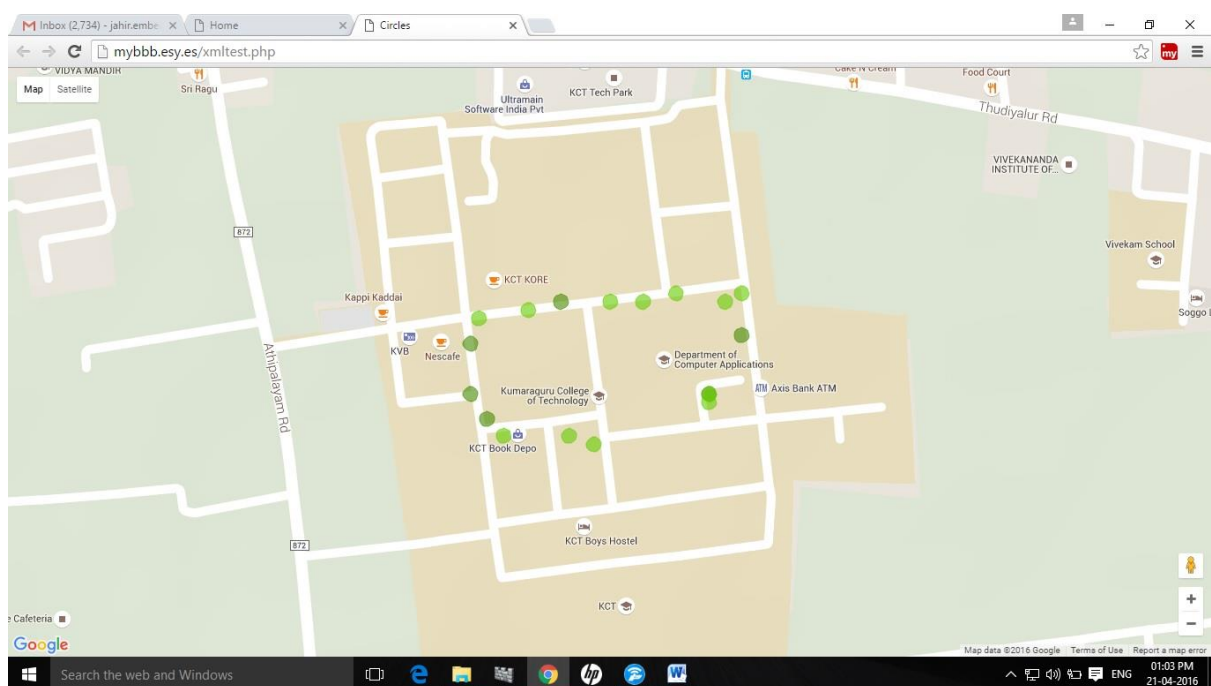 Inbox (2,734) - jahir.embe
Home
Circles
mybbb.esy.es/xmltest.php
my
VIDYA MANDIR
Map
Satellite
Sri Ragu
Ultramain
Software India Pvt
KCT Tech Park
Cake N Cream
Food Court
Thudiyalur Rd
VIVEKANANDA
INSTITUTE OF...
872
Vivekam School
KCT KORE
Kappi Kaddai
Soggo
KVB
Nescafe
Athipalayam Rd
Department of
Computer Applications
Kumaraguru College
of Technology
ATM Axis Bank ATM
KCT Book Depo
KCT Boys Hostel
872
KCT
Cafeteria
+
−
Google
Map data ©2016 Google
Terms of Use
Report a map error
Search the web and Windows
hp
W
ENG
01:03 PM
21-04-2016